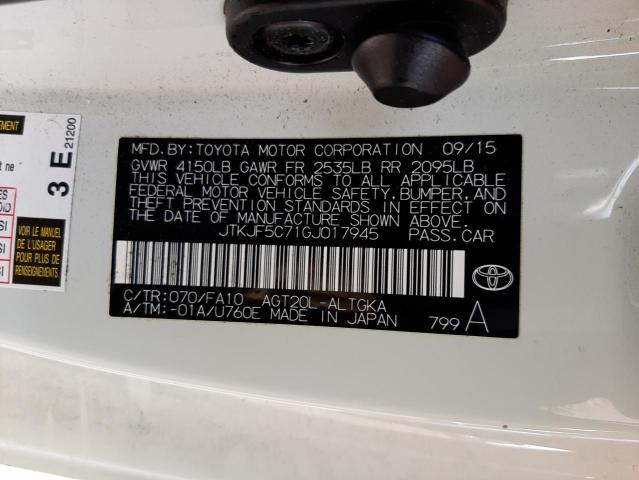 MFD.BY:TOYOTA MOTOR CORPORATION 09/15
GVWR 4150LB GAWR FR 2535LB RR 2095LB
THIS VEHICLE CONFORMS TO ALL APPLICABLE
FEDERAL MOTOR VEHICLE SAFETY, BUMPER, AND
THEFT PREVENTION STANDARDS IN EFFECT ON
THE DATE OF MANUFACTURE SHOWN ABOVE.
JTKJF5C71GJ017945 PASS.CAR
C/TR:070/FA10 AGT20L-ALTGKA
A/TM:-01A/U760E MADE IN JAPAN 799 A
3 E 21200
EMENT
t ne
VOIR LE MANUEL
DE L'USAGER
POUR PLUS DE
RENSEIGNEMENTS